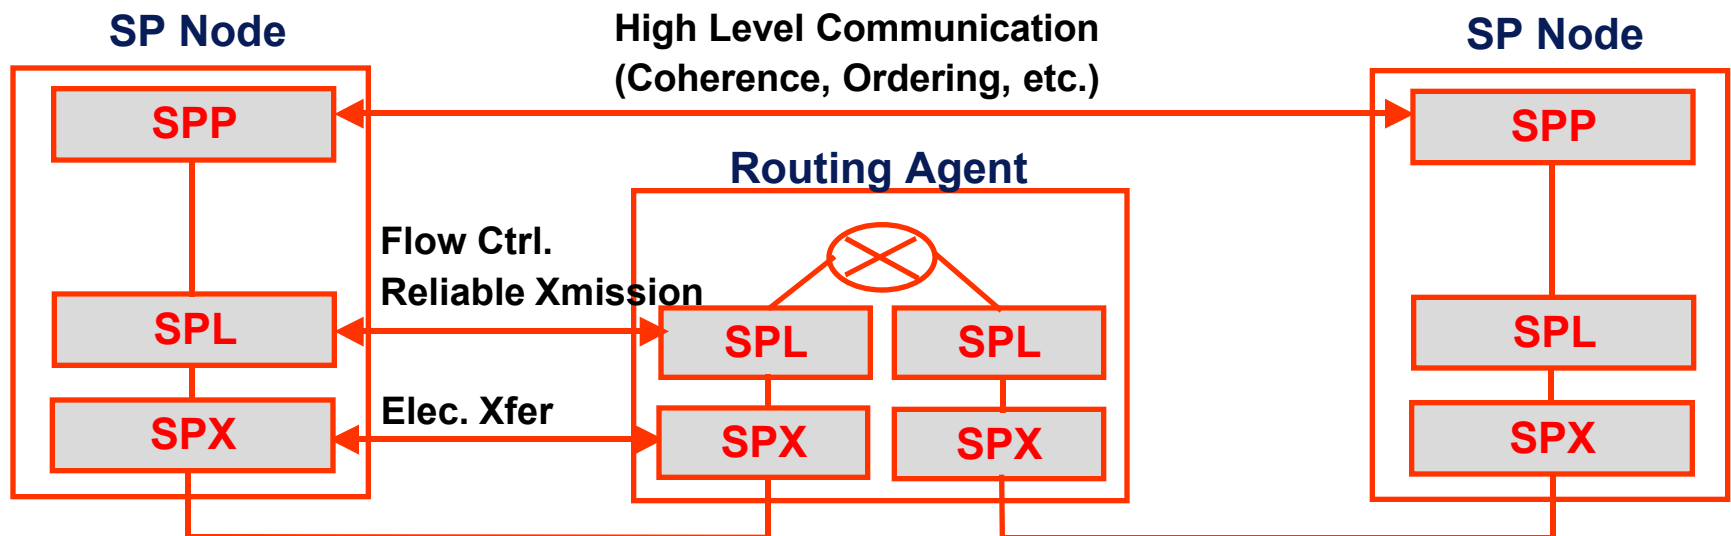 SP Node
High Level Communication
(Coherence, Ordering, etc.)
SP Node
SPP
SPP
Routing Agent
Flow Ctrl.
Reliable Xmission
SPL
SPL
SPL
SPL
Elec. Xfer
SPX
SPX
SPX
SPX